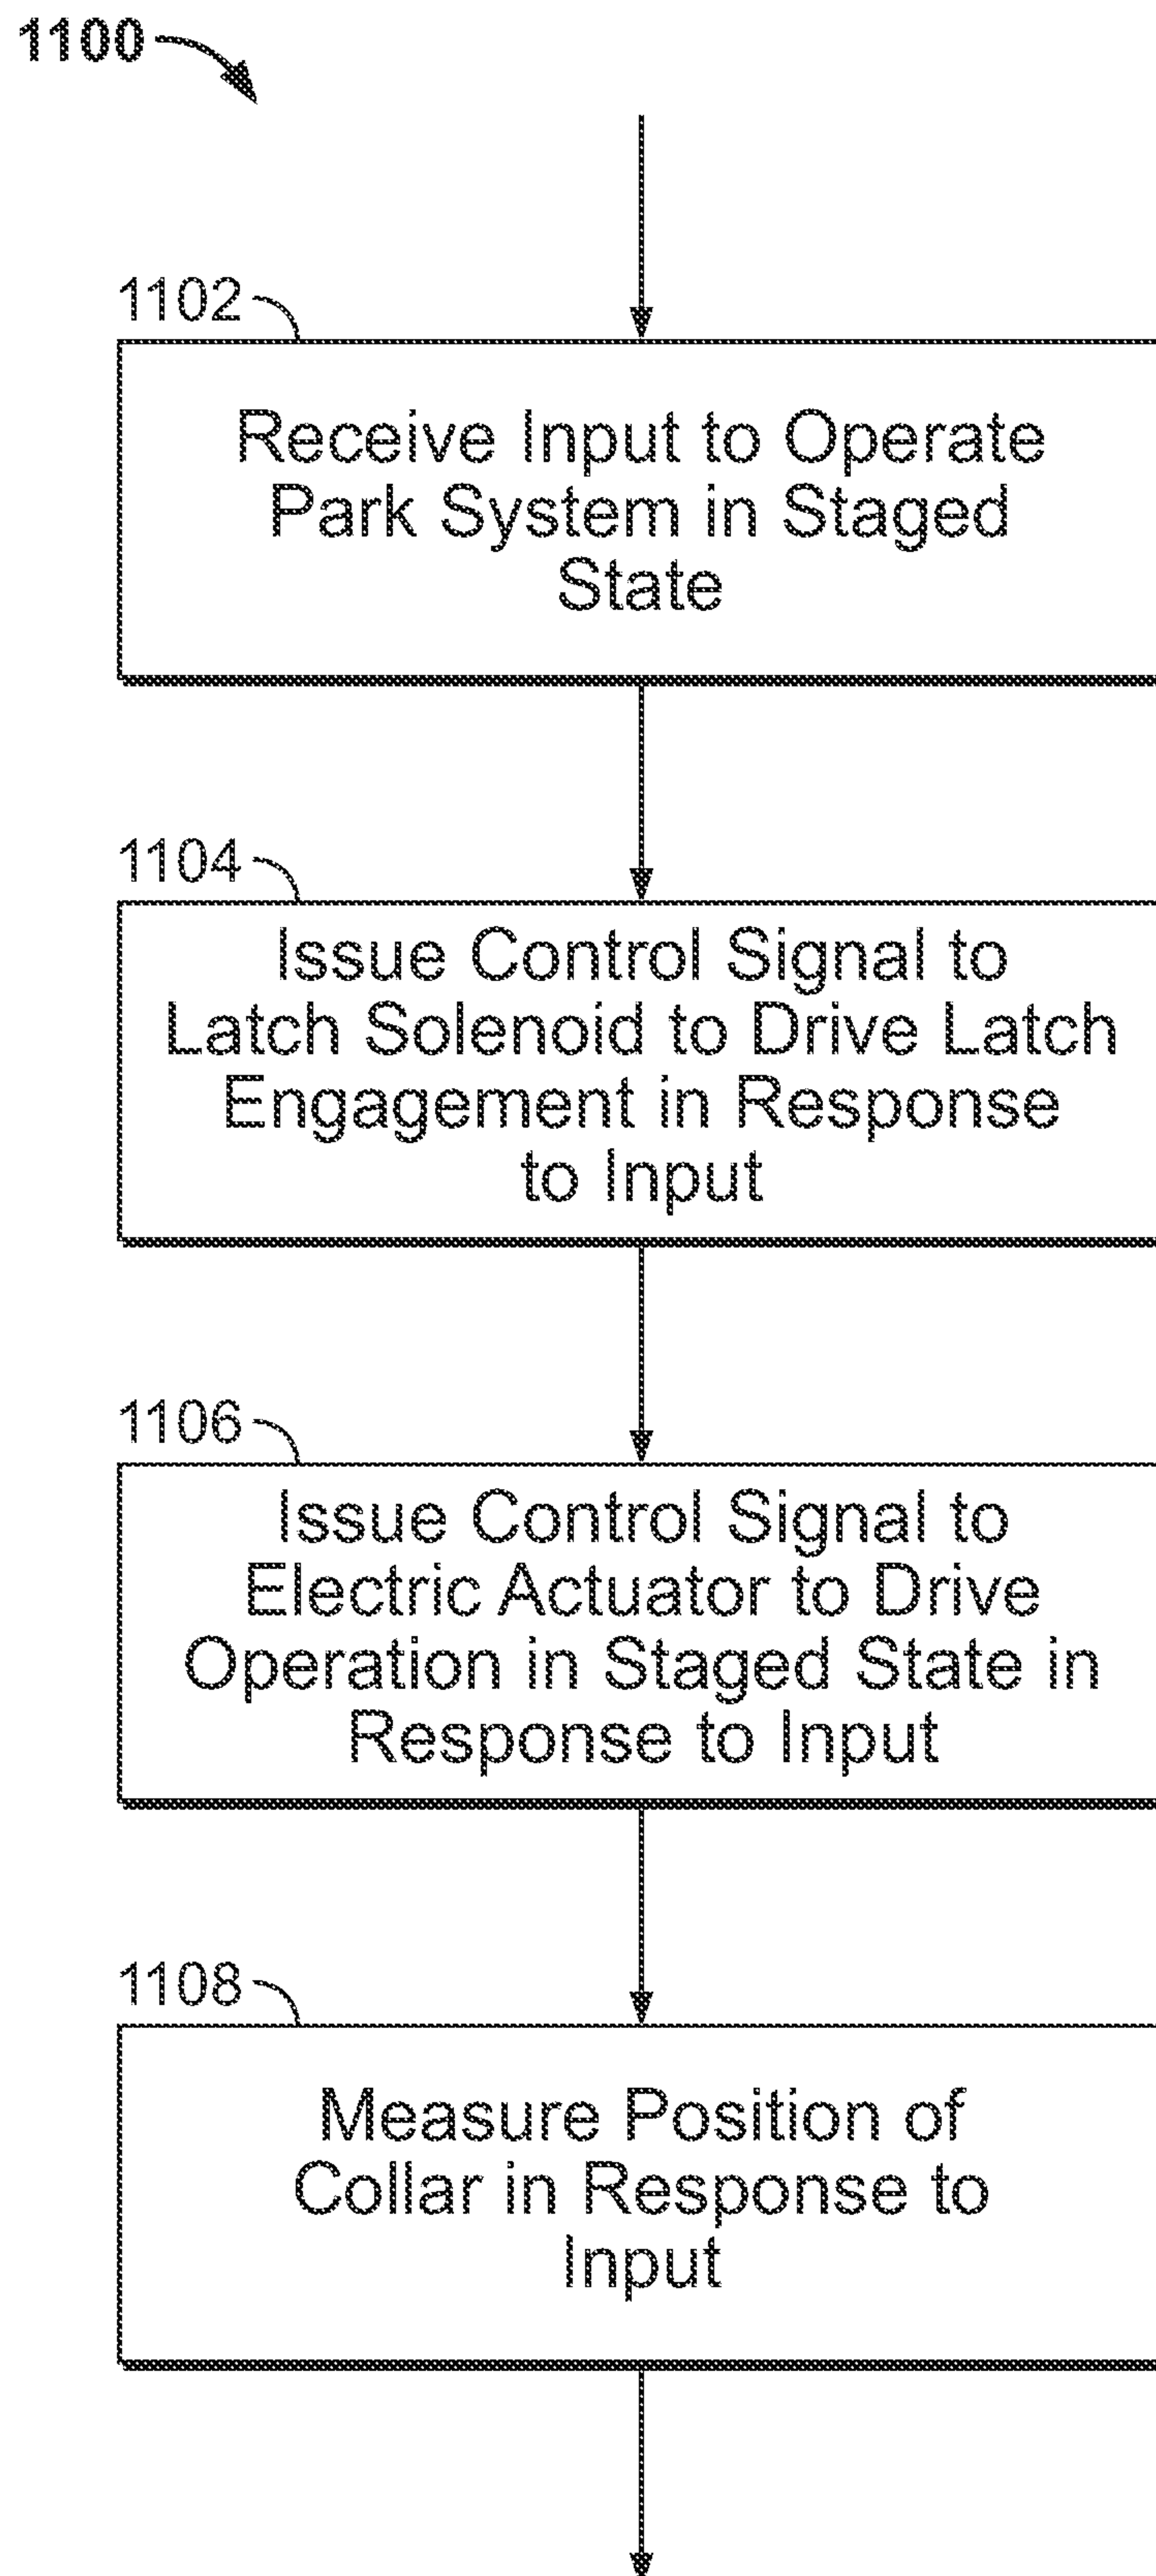 1100
1102
Receive Input to Operate
Park System in Staged
State
1104
Issue Control Signal to
Latch Solenoid to Drive Latch
Engagement in Response
to Input
1106
Issue Control Signal to
Electric Actuator to Drive
Operation in Staged State in
Response to Input
1108
Measure Position of
Collar in Response to
Input